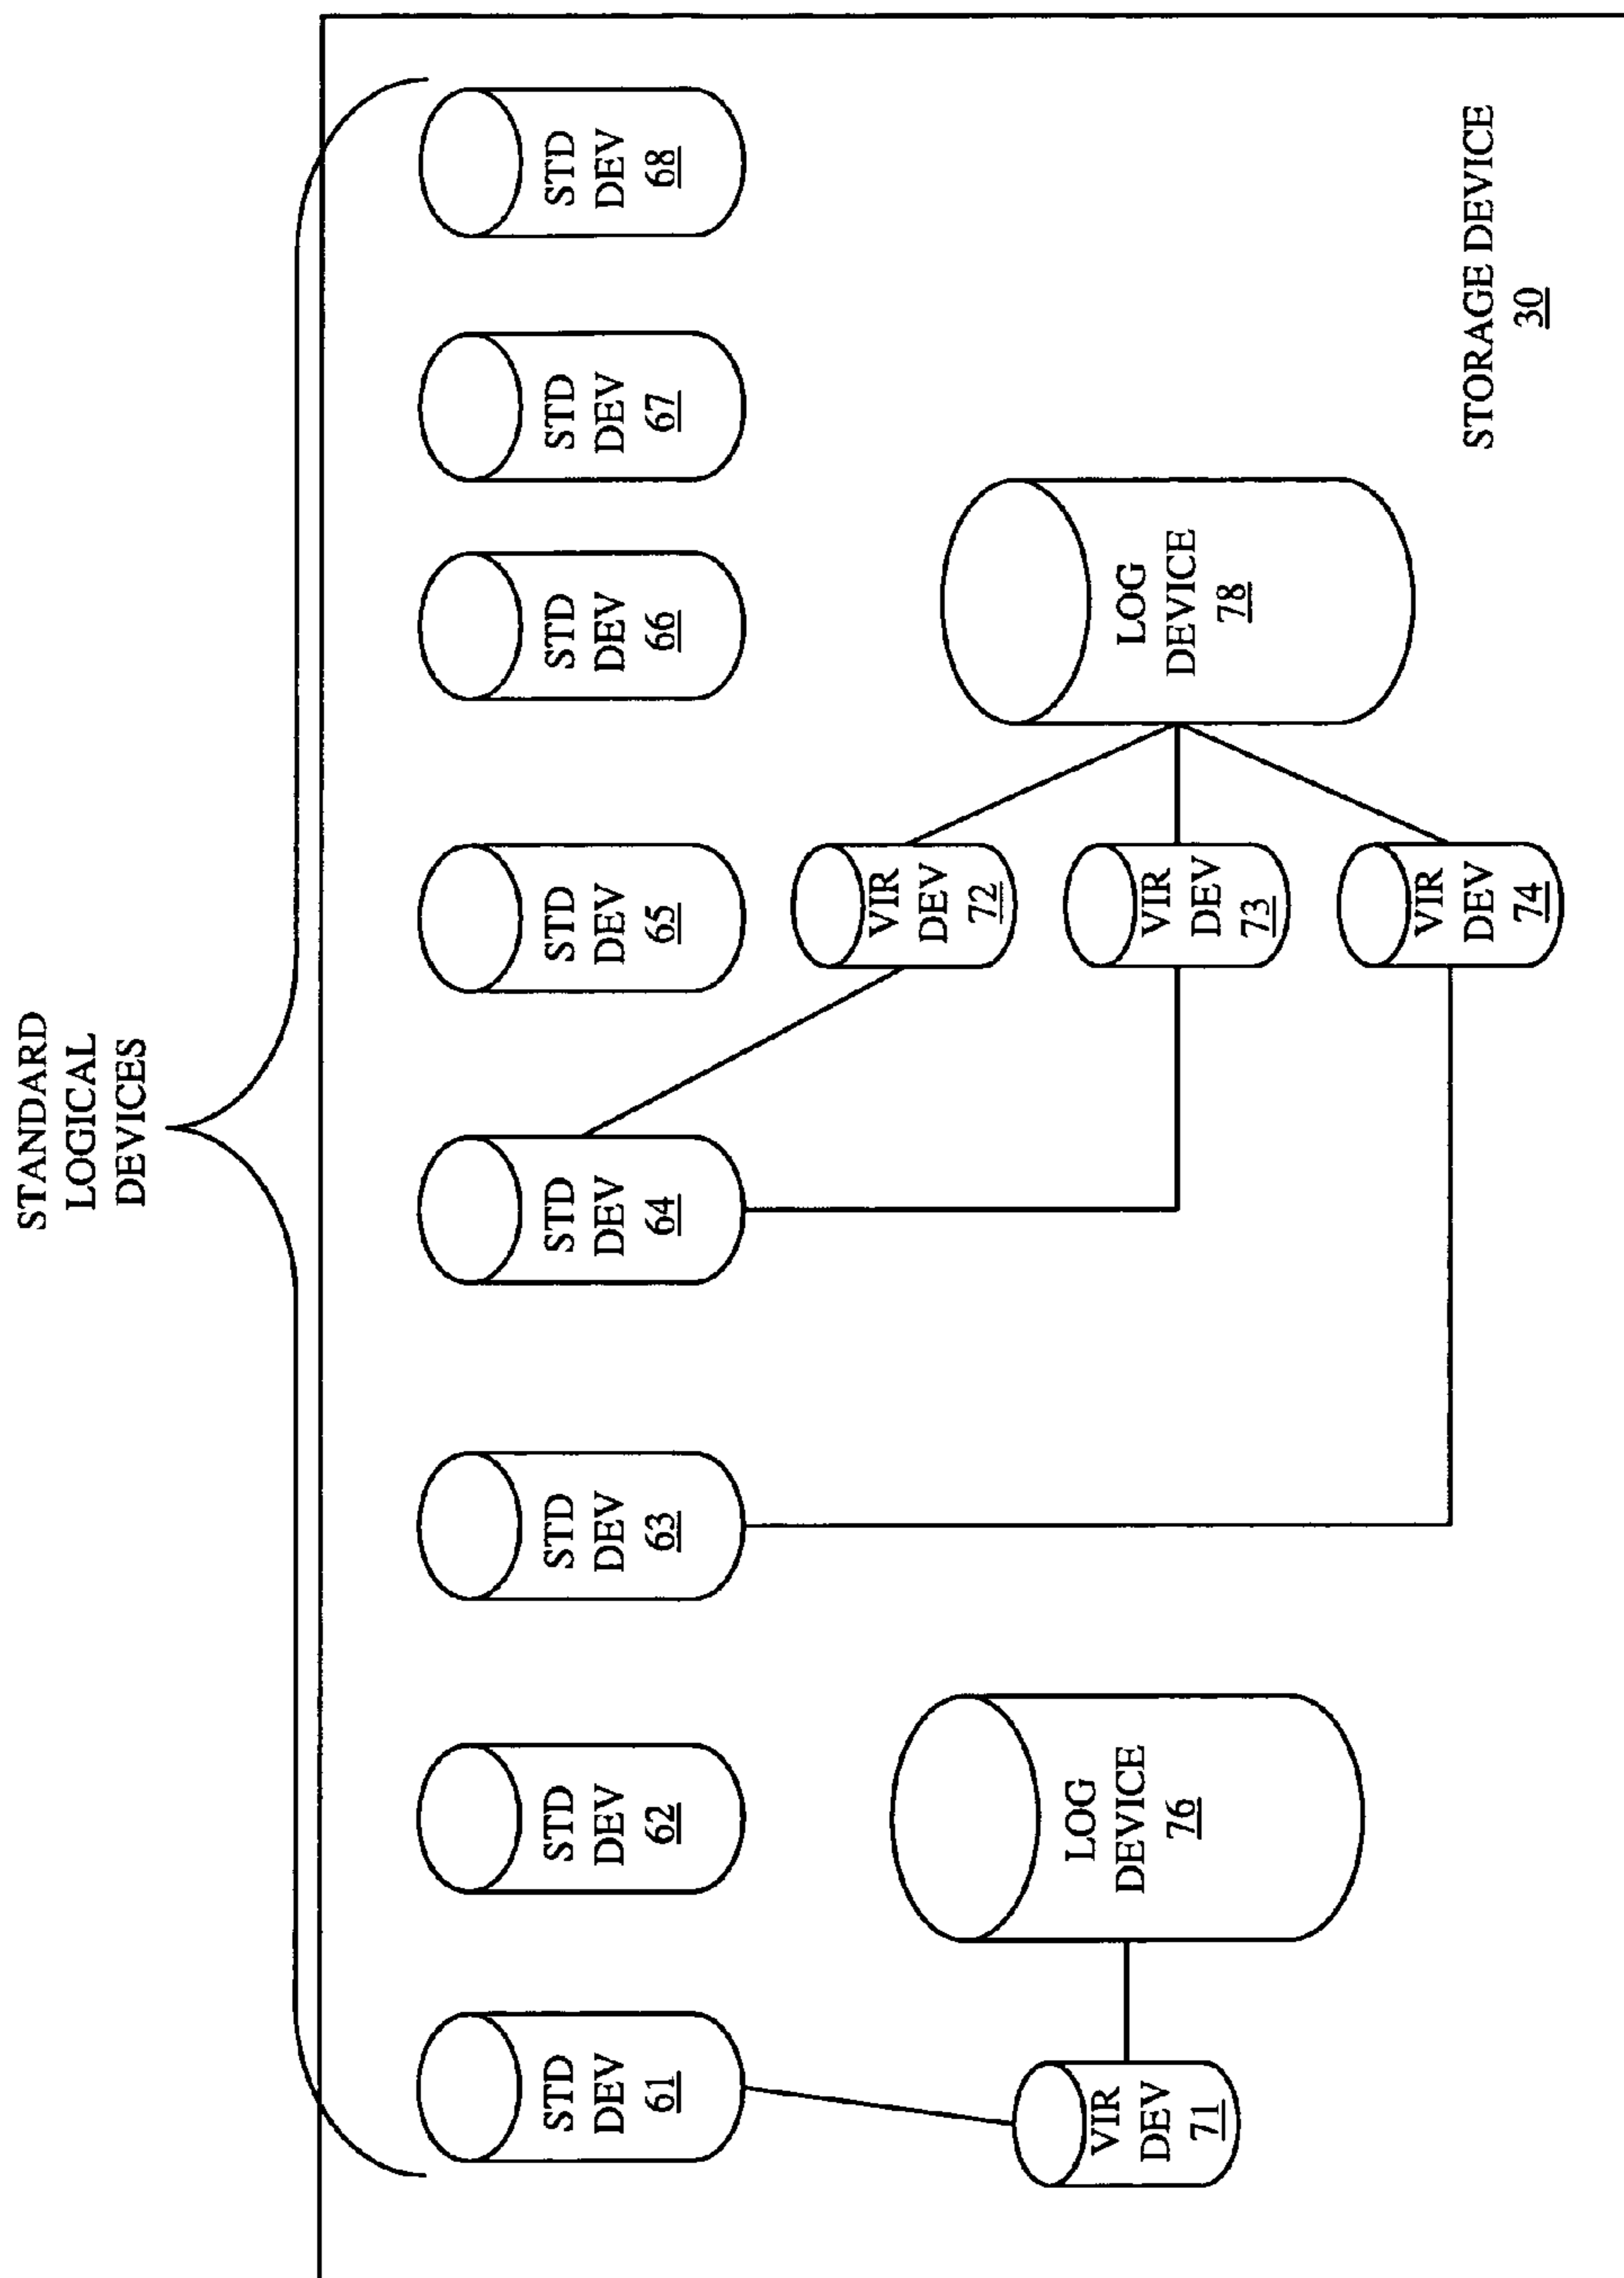 STANDARD
LOGICAL
DEVICES
STD
DEV
61
STD
DEV
62
STD
DEV
63
STD
DEV
64
STD
DEV
65
STD
DEV
66
STD
DEV
67
STD
DEV
68
VIR
DEV
71
LOG
DEVICE
76
VIR
DEV
72
VIR
DEV
73
VIR
DEV
74
LOG
DEVICE
78
STORAGE DEVICE
30